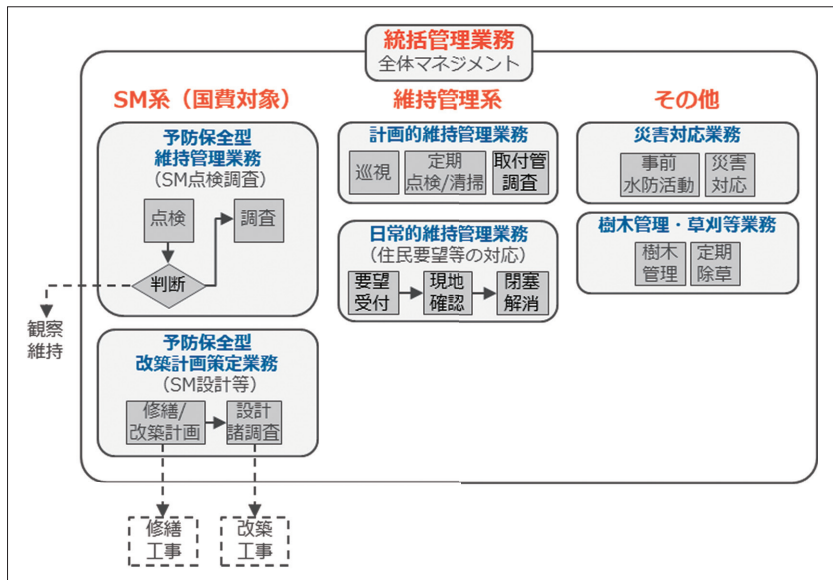 統括管理業務
全体マネジメント
SM系（国費対象）
予防保全型
維持管理業務
（SM点検調査）
点検
調査
判断
観察
維持
予防保全型
改築計画策定業務
（SM設計等）
修繕/
改築計画
設計
諸調査
修繕
工事
改築
工事
維持管理系
計画的維持管理業務
巡視
定期
点検/清掃
取付管
調査
日常的維持管理業務
（住民要望等の対応）
要望
受付
現地
確認
閉塞
解消
その他
災害対応業務
事前
水防活動
災害
対応
樹木管理・草刈等業務
樹木
管理
定期
除草